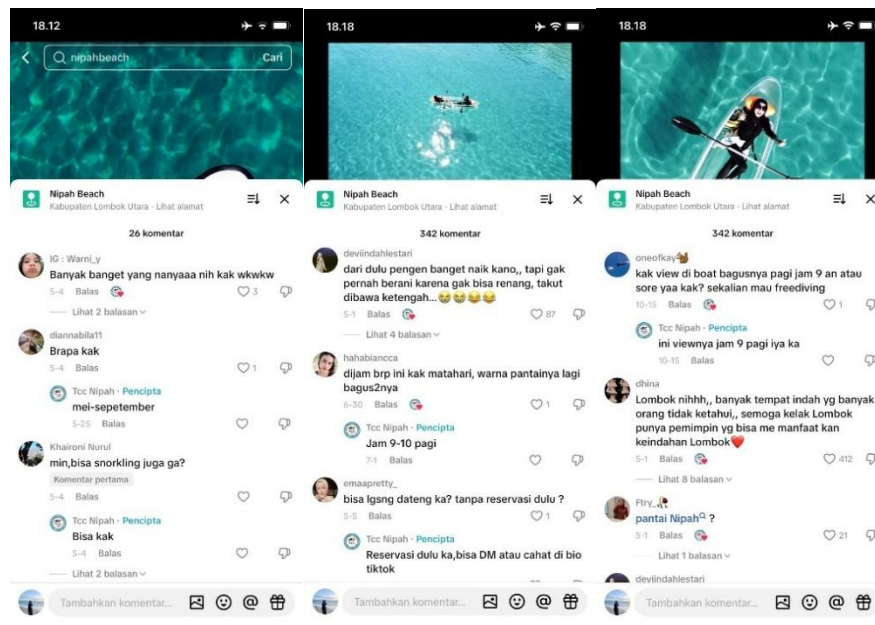 18.12
nipahbeach
Cari
Nipah Beach
Kabupaten Lombok Utara · Lihat alamat
26 komentar
IG : Warni_y
Banyak banget yang nanyaaa nih kak wkwkw
5-4 Balas
3
Lihat 2 balasan
diannabila11
Brapa kak
5-4 Balas
1
Tcc Nipah · Pencipta
mei-sepetember
5-25 Balas
Khaironi Nurul
min,bisa snorkling juga ga?
Komentar pertama
5-4 Balas
Tcc Nipah · Pencipta
Bisa kak
5-4 Balas
Lihat 2 balasan
Tambahkan komentar...
18.18
Nipah Beach
Kabupaten Lombok Utara · Lihat alamat
342 komentar
deviindahlestari
dari dulu pengen banget naik kano,, tapi gak
pernah berani karena gak bisa renang, takut
dibawa ketengah...😭😭😂😂
5-1 Balas
87
Lihat 4 balasan
hahabiancca
dijam brp ini kak matahari, warna pantainya lagi
bagus2nya
6-30 Balas
1
Tcc Nipah · Pencipta
Jam 9-10 pagi
7-1 Balas
emaapretty_
bisa lgsng dateng ka? tanpa reservasi dulu ?
5-5 Balas
1
Tcc Nipah · Pencipta
Reservasi dulu ka,bisa DM atau cahat di bio
tiktok
Tambahkan komentar...
18.18
Nipah Beach
Kabupaten Lombok Utara · Lihat alamat
342 komentar
oneofkay
kak view di boat bagusnya pagi jam 9 an atau
sore yaa kak? sekalian mau freediving
10-15 Balas
1
Tcc Nipah · Pencipta
ini viewnya jam 9 pagi iya ka
10-15 Balas
dhina
Lombok nihhh,, banyak tempat indah yg banyak
orang tidak ketahui,, semoga kelak Lombok
punya pemimpin yg bisa me manfaat kan
keindahan Lombok❤️
5-1 Balas
412
Lihat 8 balasan
Ftry_🥀
pantai Nipah ?
5-1 Balas
21
Lihat 1 balasan
deviindahlestari
Tambahkan komentar...